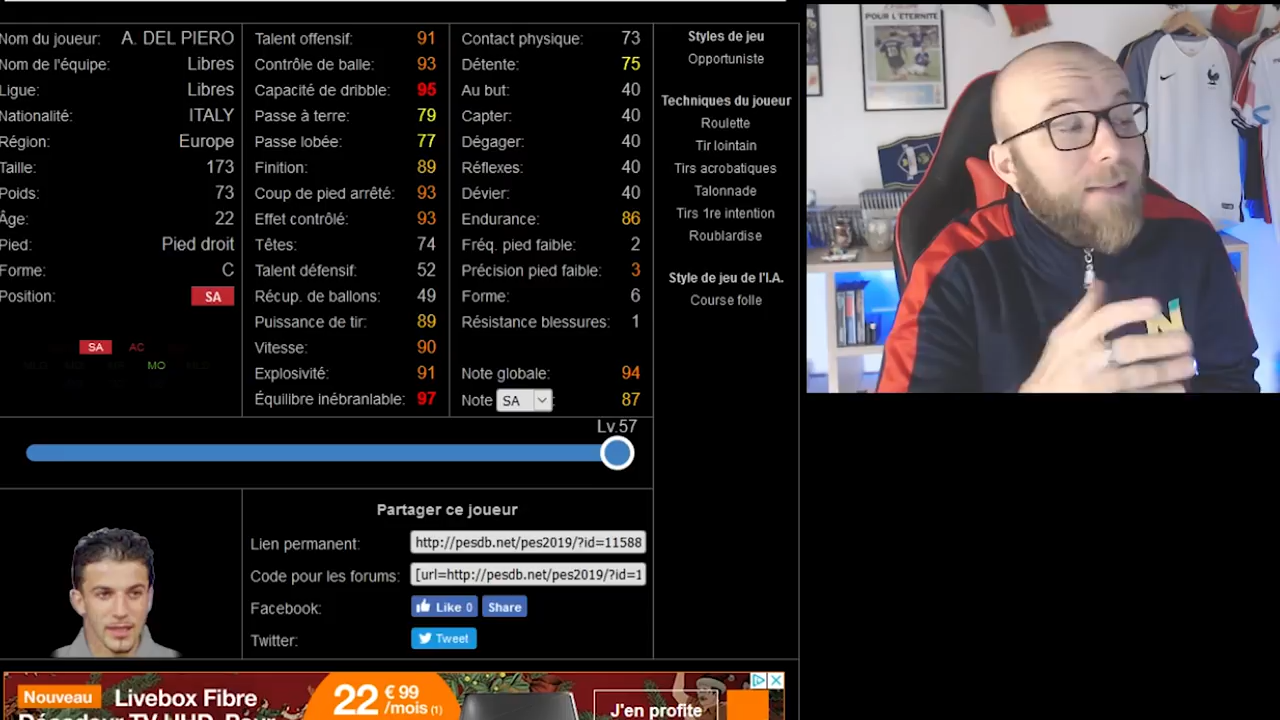 Nom du joueur: A. DEL PIERO
Nom de l'équipe: Libres
Ligue: Libres
Nationalité: ITALY
Région: Europe
Taille: 173
Poids: 73
Âge: 22
Pied: Pied droit
Forme: C
Position: SA
SA AC
MO
Talent offensif: 91
Contrôle de balle: 93
Capacité de dribble: 95
Passe à terre: 79
Passe lobée: 77
Finition: 89
Coup de pied arrêté: 93
Effet contrôlé: 93
Têtes: 74
Talent défensif: 52
Récup. de ballons: 49
Puissance de tir: 89
Vitesse: 90
Explosivité: 91
Équilibre inébranlable: 97
Contact physique: 73
Détente: 75
Au but: 40
Capter: 40
Dégager: 40
Réflexes: 40
Dévier: 40
Endurance: 86
Fréq. pied faible: 2
Précision pied faible: 3
Forme: 6
Résistance blessures: 1
Note globale: 94
Note SA : 87
Styles de jeu
Opportuniste
Techniques du joueur
Roulette
Tir lointain
Tirs acrobatiques
Talonnade
Tirs 1re intention
Roublardise
Style de jeu de l'I.A.
Course folle
Lv.57
Partager ce joueur
Lien permanent: http://pesdb.net/pes2019/?id=11588
Code pour les forums: [url=http://pesdb.net/pes2019/?id=1
Facebook: Like 0 Share
Twitter: Tweet
POUR L'ETERNITE
N
Nouveau Livebox Fibre
Décodeur TV UHD. Pour
22 €99 /mois (1)
J'en profite